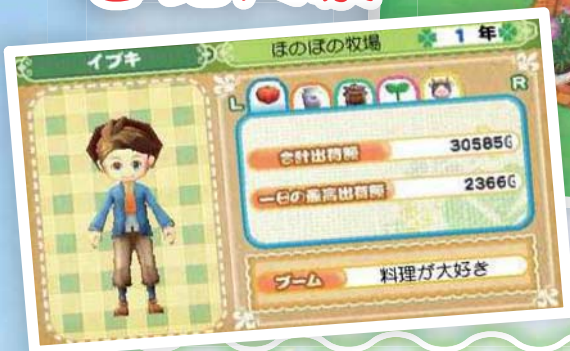 イブキ
ほのぼの牧場
1 年
L
R
合計出荷額
30585G
一日の最高出荷額
2366G
ブーム
料理が大好き